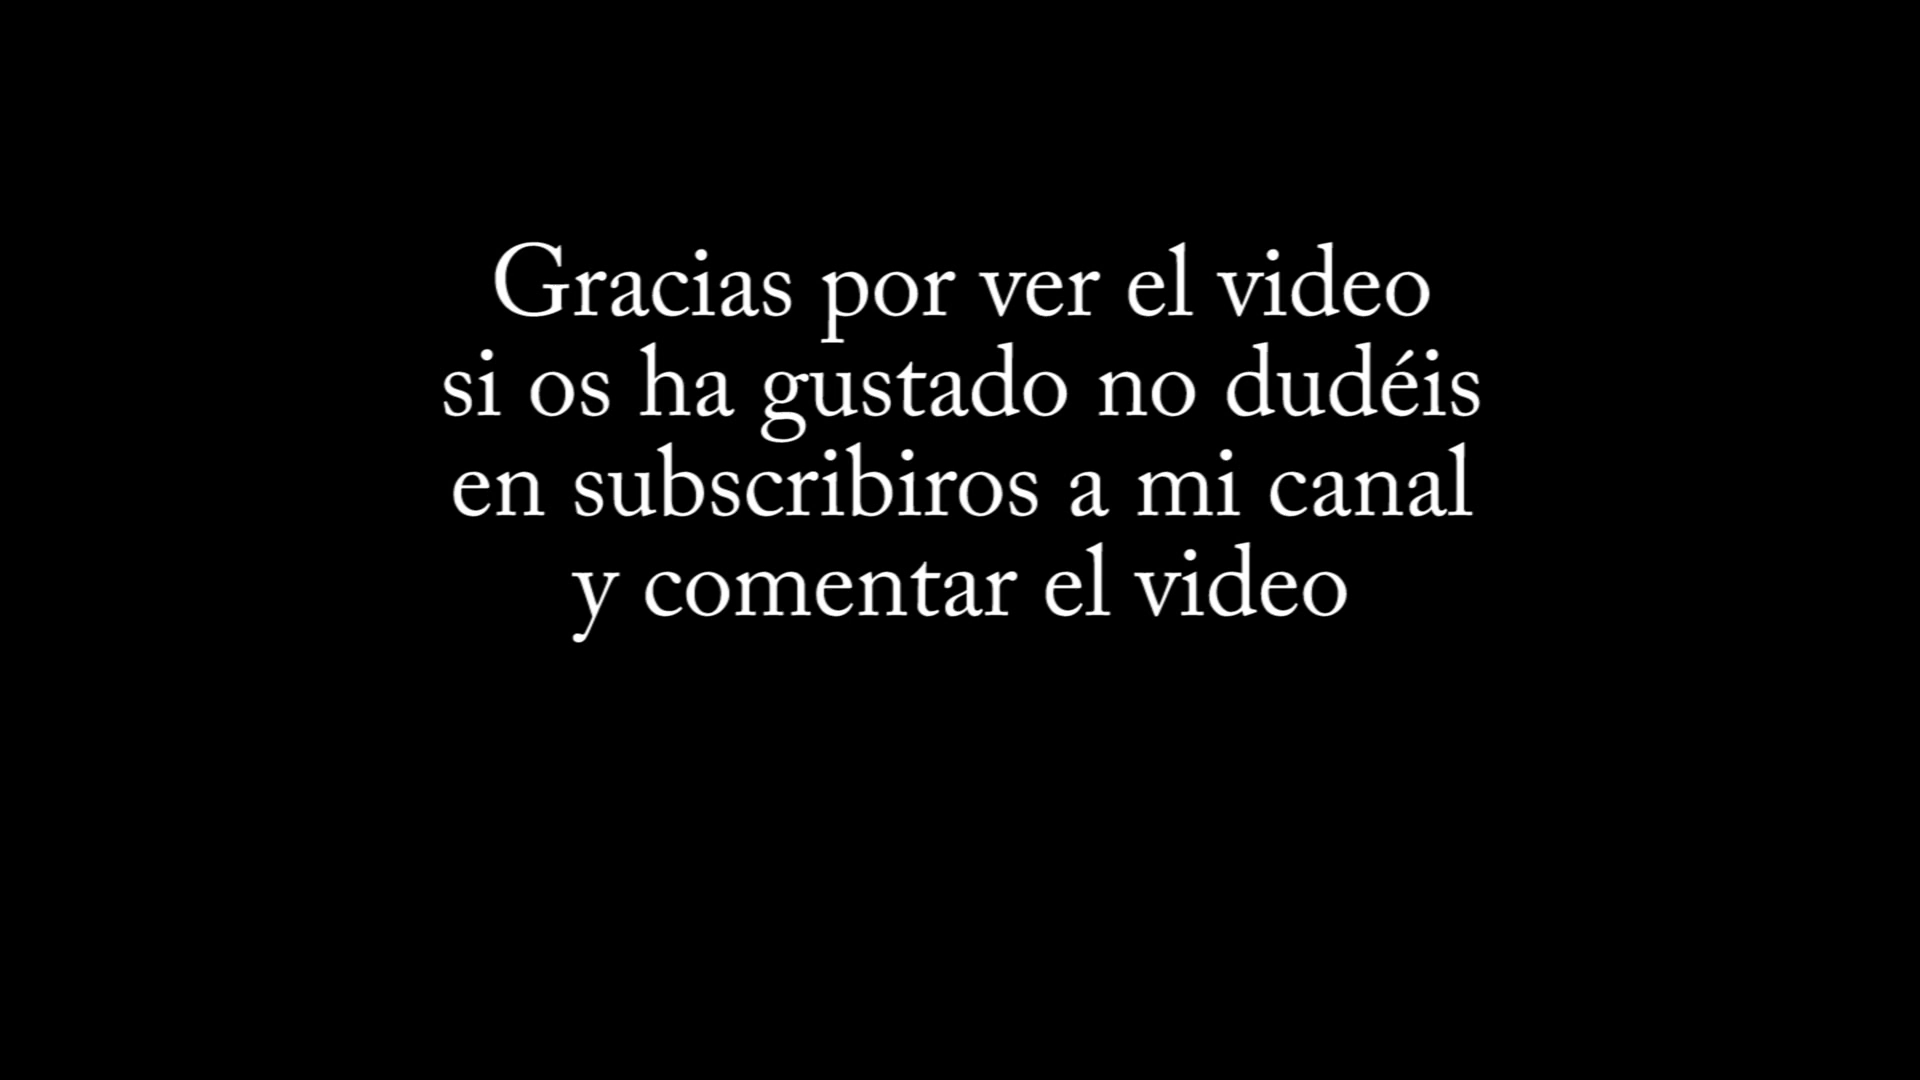 Gracias por ver el video
si os ha gustado no dudéis
en subscribiros a mi canal
y comentar el video